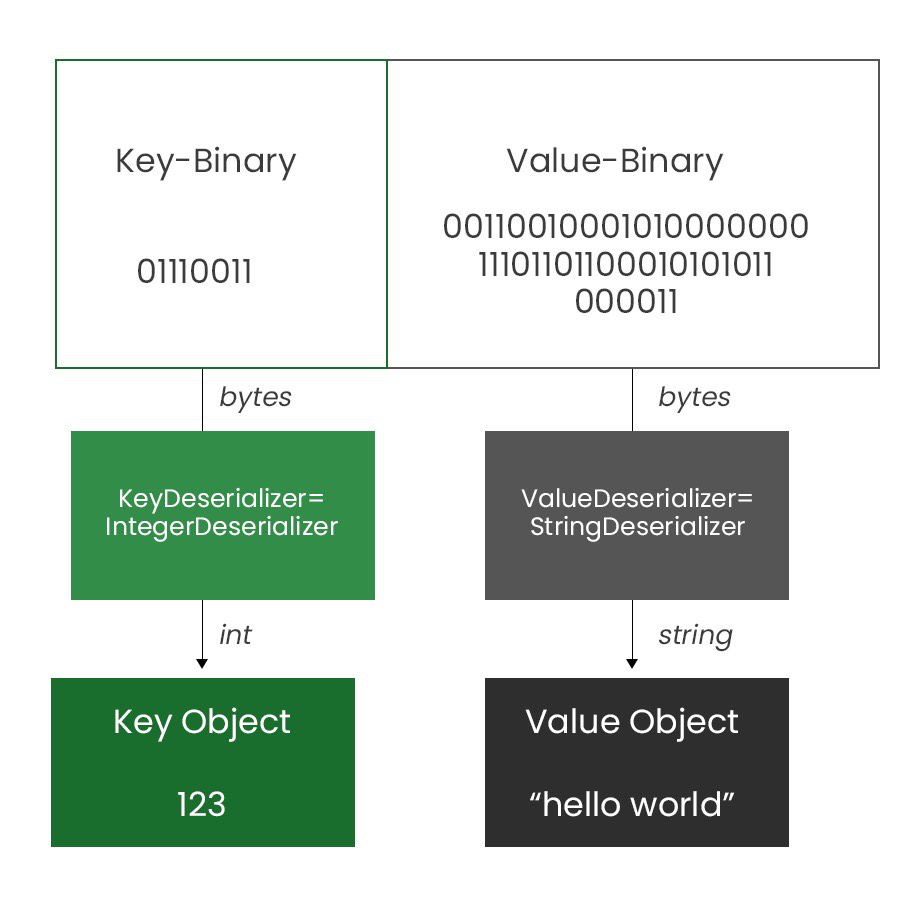 Key-Binary
01110011
Value-Binary
00110010001010000000
11101101100010101011
000011
bytes
bytes
KeyDeserializer=
IntegerDeserializer
ValueDeserializer=
StringDeserializer
int
string
Key Object
123
Value Object
“hello world”